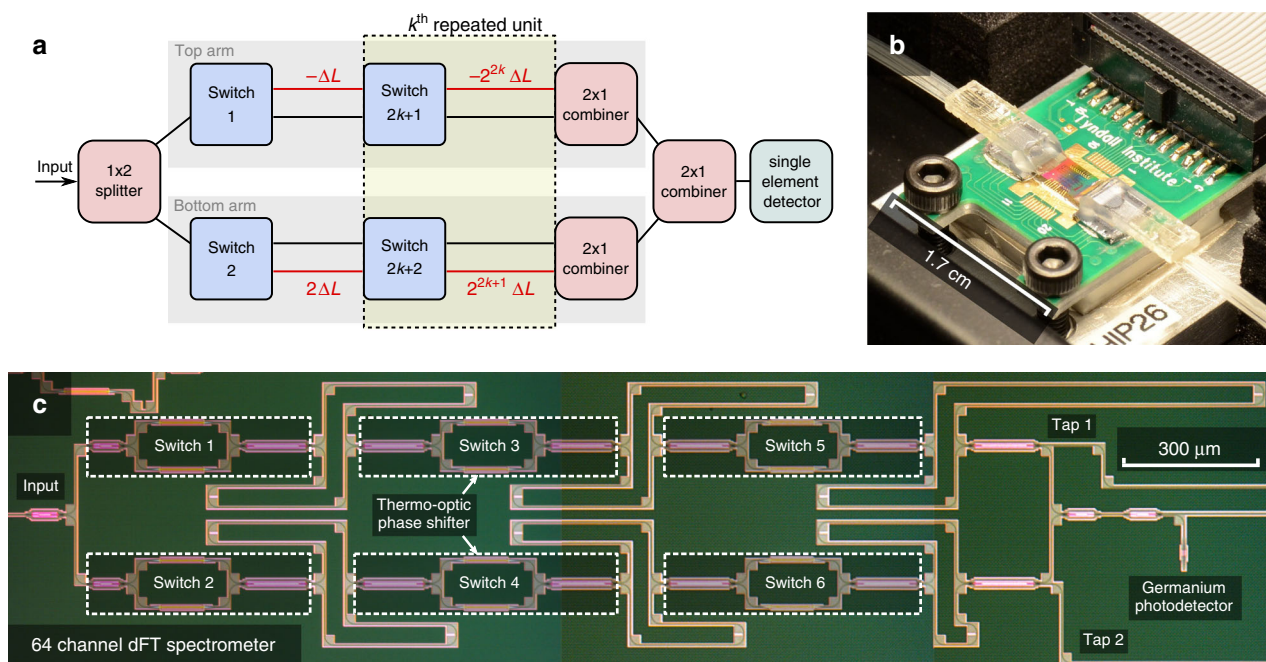 a
kth repeated unit
Top arm
−ΔL
−2^2k ΔL
Switch
1
Switch
2k+1
2x1
combiner
Input
1x2
splitter
2x1
combiner
single
element
detector
Bottom arm
Switch
2
Switch
2k+2
2x1
combiner
2ΔL
2^2k+1 ΔL
b
Tyndall Institute
1.7 cm
HIP26
c
Switch 1
Switch 3
Switch 5
Tap 1
300 μm
Input
Thermo-optic
phase shifter
Switch 2
Switch 4
Switch 6
Germanium
photodetector
64 channel dFT spectrometer
Tap 2